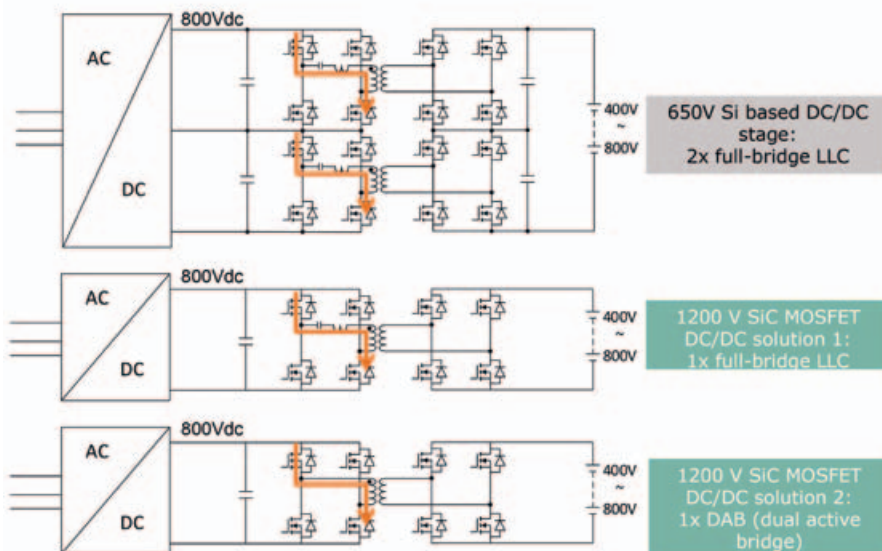 800Vdc
AC
DC
400V
~
800V
650V Si based DC/DC
stage:
2x full-bridge LLC
800Vdc
AC
DC
400V
~
800V
1200 V SiC MOSFET
DC/DC solution 1:
1x full-bridge LLC
800Vdc
AC
DC
400V
~
800V
1200 V SiC MOSFET
DC/DC solution 2:
1x DAB (dual active
bridge)